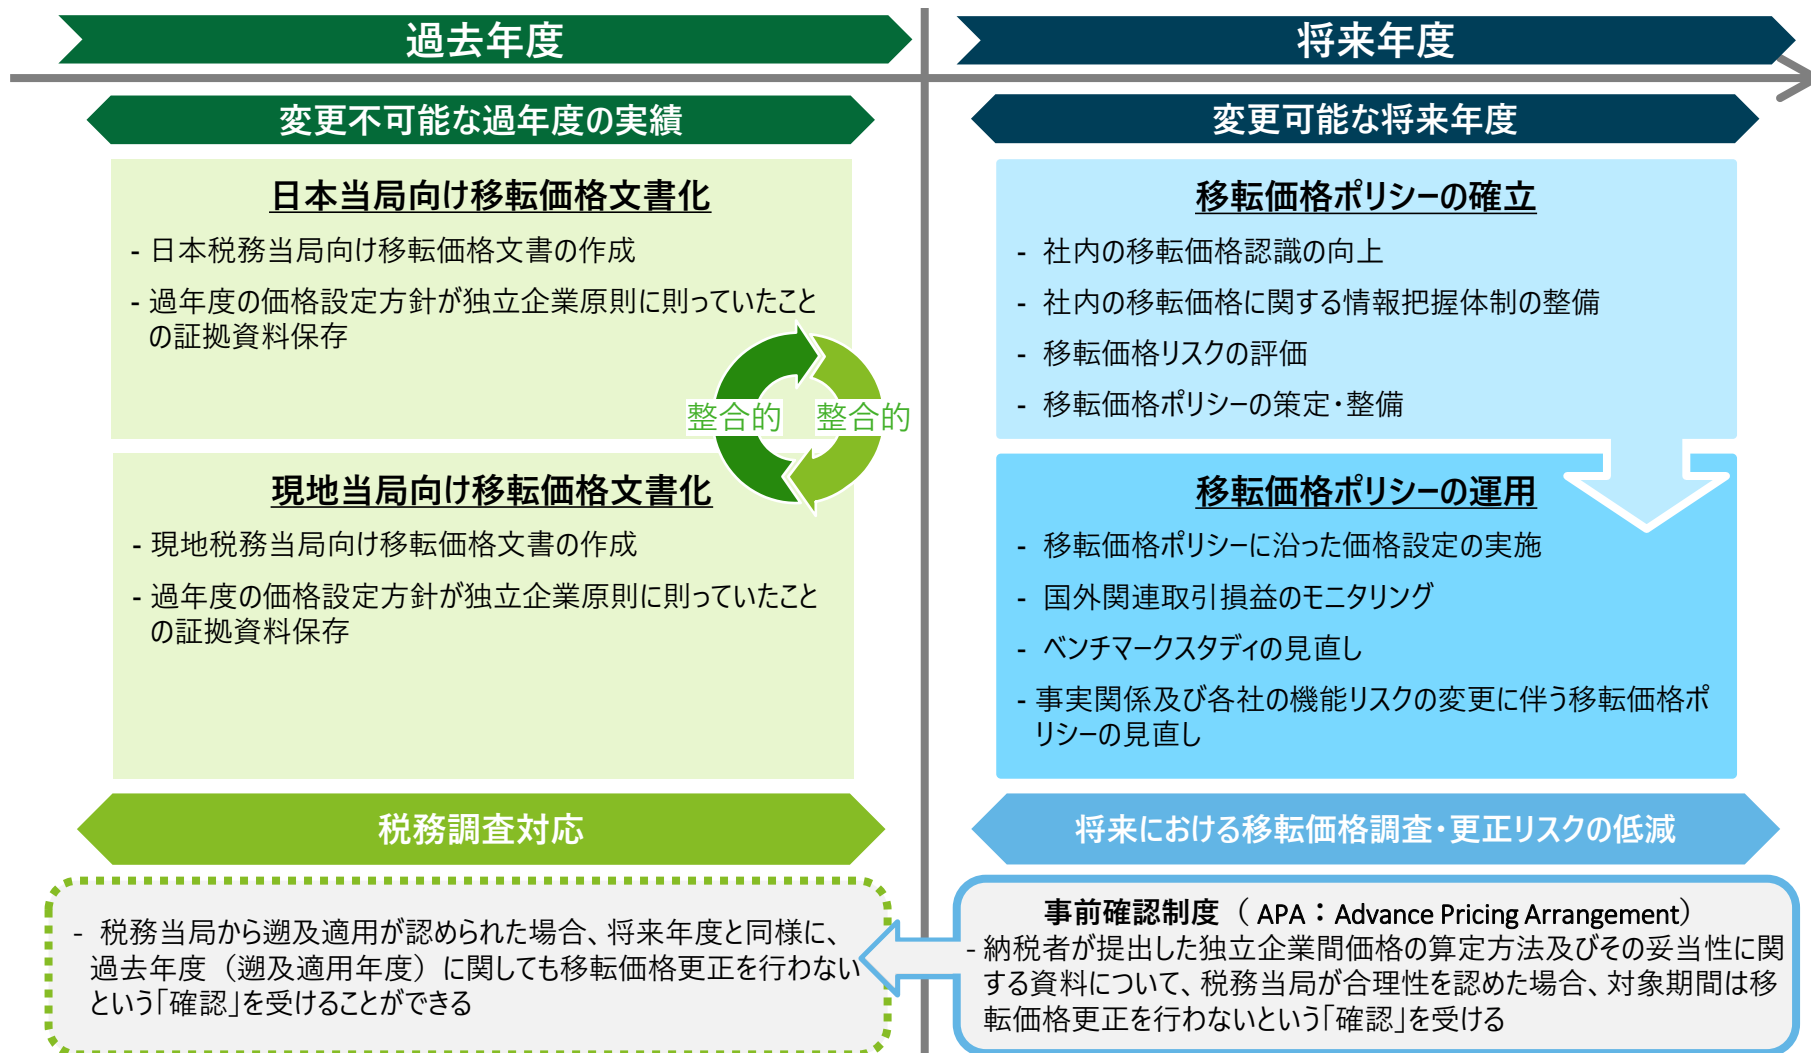 過去年度
変更不可能な過年度の実績
日本当局向け移転価格文書化
- 日本税務当局向け移転価格文書の作成
- 過年度の価格設定方針が独立企業原則に則っていたこと
の証拠資料保存
整合的 整合的
現地当局向け移転価格文書化
- 現地税務当局向け移転価格文書の作成
- 過年度の価格設定方針が独立企業原則に則っていたこと
の証拠資料保存
税務調査対応
- 税務当局から遡及適用が認められた場合、将来年度と同様に、
過去年度（遡及適用年度）に関しても移転価格更正を行わない
という「確認」を受けることができる
将来年度
変更可能な将来年度
移転価格ポリシーの確立
- 社内の移転価格認識の向上
- 社内の移転価格に関する情報把握体制の整備
- 移転価格リスクの評価
- 移転価格ポリシーの策定・整備
移転価格ポリシーの運用
- 移転価格ポリシーに沿った価格設定の実施
- 国外関連取引損益のモニタリング
- ベンチマークスタディの見直し
- 事実関係及び各社の機能リスクの変更に伴う移転価格ポ
リシーの見直し
将来における移転価格調査・更正リスクの低減
事前確認制度（ APA：Advance Pricing Arrangement）
- 納税者が提出した独立企業間価格の算定方法及びその妥当性に関
する資料について、税務当局が合理性を認めた場合、対象期間は移
転価格更正を行わないという「確認」を受ける